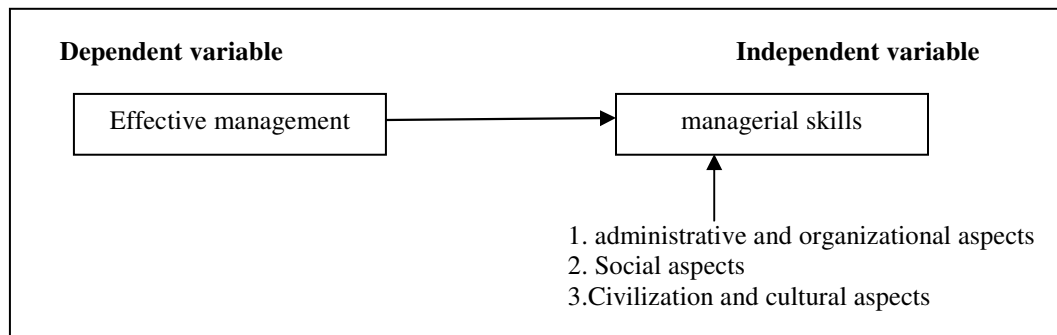 Dependent variable
Independent variable
Effective management
managerial skills
1. administrative and organizational aspects
2. Social aspects
3.Civilization and cultural aspects